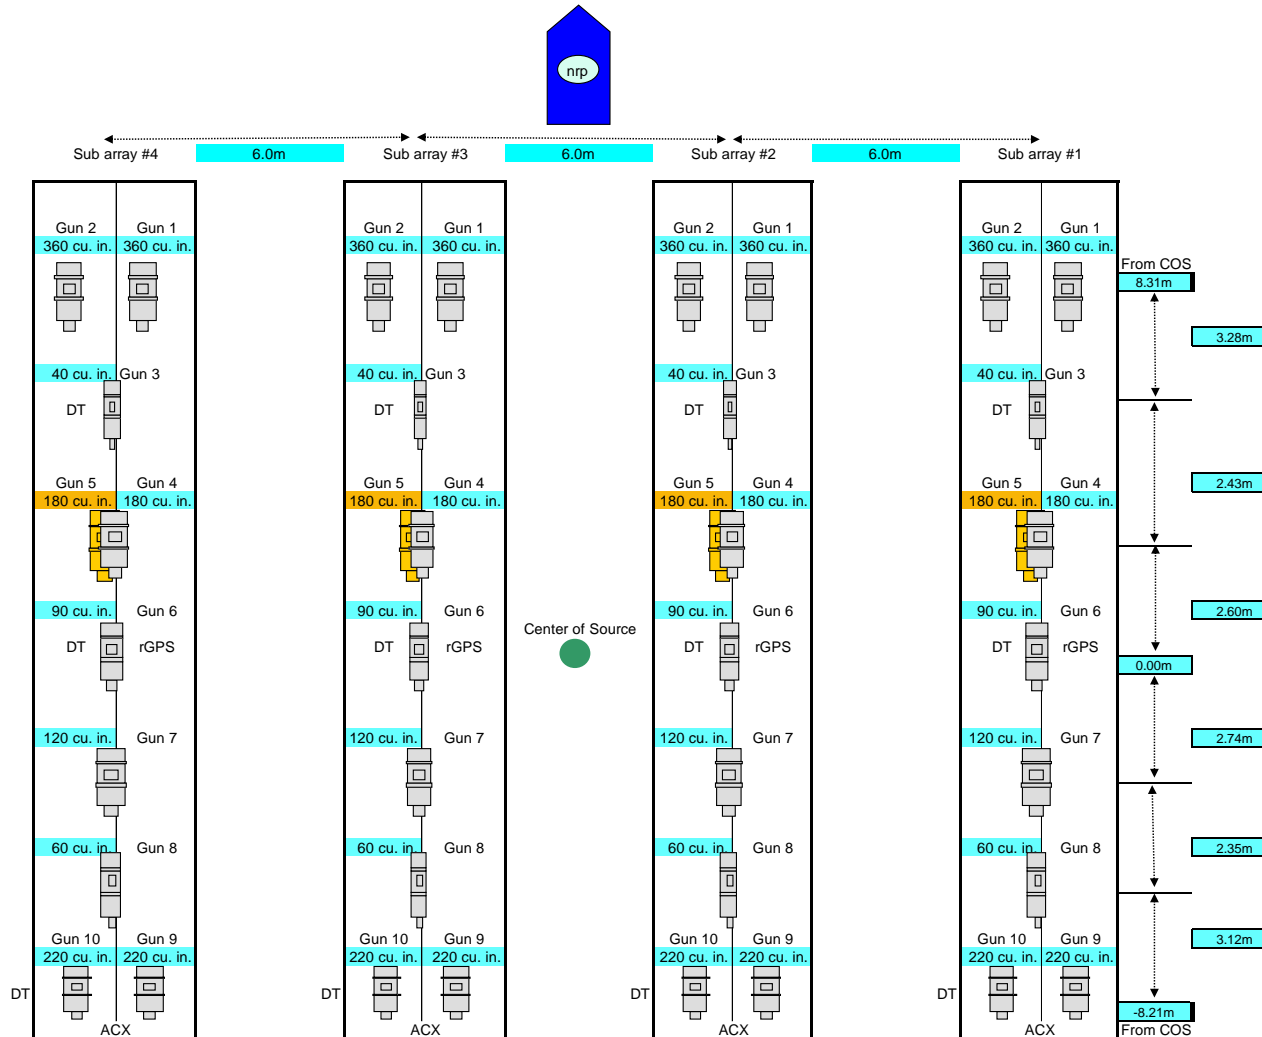 nrp
Sub array #4 6.0m Sub array #3 6.0m Sub array #2 6.0m Sub array #1
Gun 2 Gun 1 Gun 2 Gun 1 Gun 2 Gun 1 Gun 2 Gun 1
360 cu. in. 360 cu. in. 360 cu. in. 360 cu. in. 360 cu. in. 360 cu. in. 360 cu. in. 360 cu. in.
From COS
8.31m
3.28m
40 cu. in. Gun 3 40 cu. in. Gun 3 40 cu. in. Gun 3 40 cu. in. Gun 3
DT DT DT DT
Gun 5 Gun 4 Gun 5 Gun 4 Gun 5 Gun 4 Gun 5 Gun 4 2.43m
180 cu. in. 180 cu. in. 180 cu. in. 180 cu. in. 180 cu. in. 180 cu. in. 180 cu. in. 180 cu. in.
90 cu. in. Gun 6 90 cu. in. Gun 6 90 cu. in. Gun 6 90 cu. in. Gun 6 2.60m
Center of Source
DT rGPS DT rGPS DT rGPS DT rGPS
0.00m
120 cu. in. Gun 7 120 cu. in. Gun 7 120 cu. in. Gun 7 120 cu. in. Gun 7 2.74m
60 cu. in. Gun 8 60 cu. in. Gun 8 60 cu. in. Gun 8 60 cu. in. Gun 8 2.35m
Gun 10 Gun 9 Gun 10 Gun 9 Gun 10 Gun 9 Gun 10 Gun 9 3.12m
220 cu. in. 220 cu. in. 220 cu. in. 220 cu. in. 220 cu. in. 220 cu. in. 220 cu. in. 220 cu. in.
DT DT DT DT
-8.21m
ACX ACX ACX ACX From COS